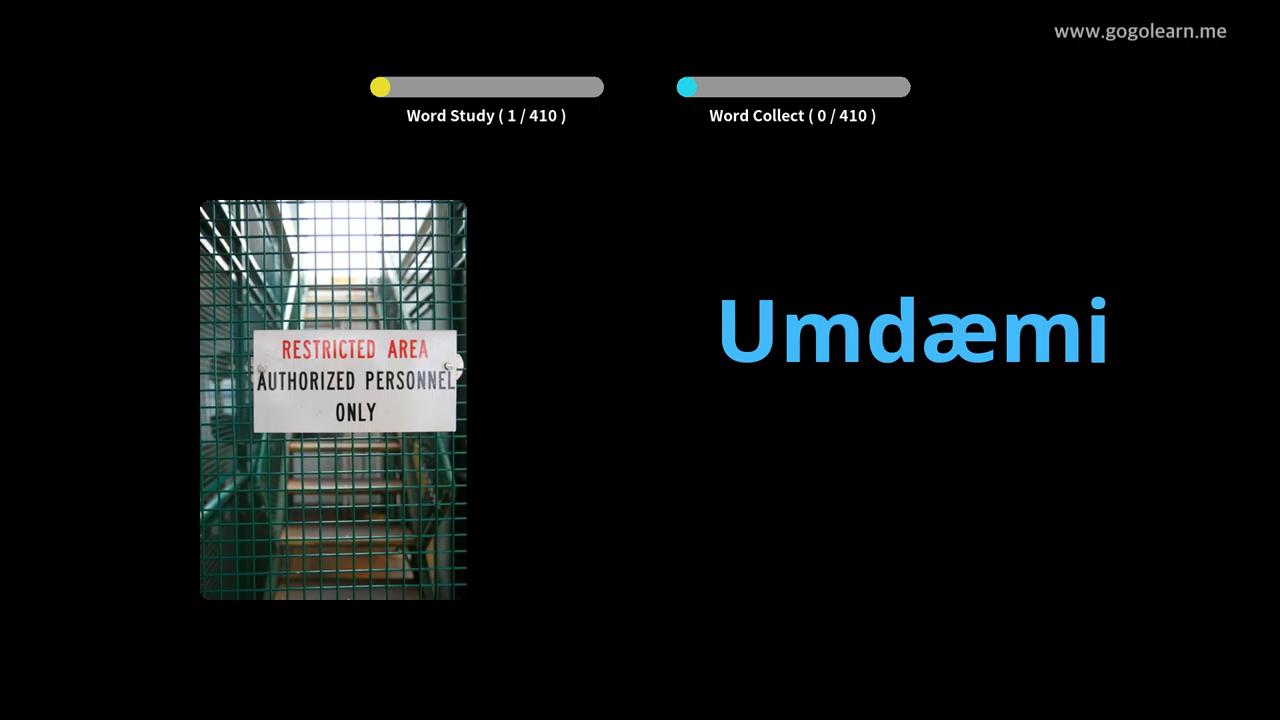 www.gogolearn.me
Word Study ( 1 / 410 )
Word Collect ( 0 / 410 )
RESTRICTED AREA
AUTHORIZED PERSONNEL
ONLY
Umdæmi